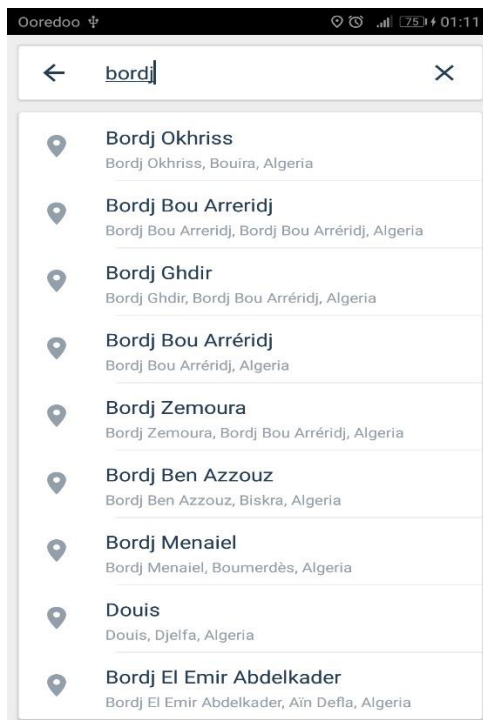 Ooredoo 75 01:11
bordj
Bordj Okhriss
Bordj Okhriss, Bouira, Algeria
Bordj Bou Arreridj
Bordj Bou Arreridj, Bordj Bou Arréridj, Algeria
Bordj Ghdir
Bordj Ghdir, Bordj Bou Arréridj, Algeria
Bordj Bou Arréridj
Bordj Bou Arréridj, Algeria
Bordj Zemoura
Bordj Zemoura, Bordj Bou Arréridj, Algeria
Bordj Ben Azzouz
Bordj Ben Azzouz, Biskra, Algeria
Bordj Menaiel
Bordj Menaiel, Boumerdès, Algeria
Douis
Douis, Djelfa, Algeria
Bordj El Emir Abdelkader
Bordj El Emir Abdelkader, Aïn Defla, Algeria